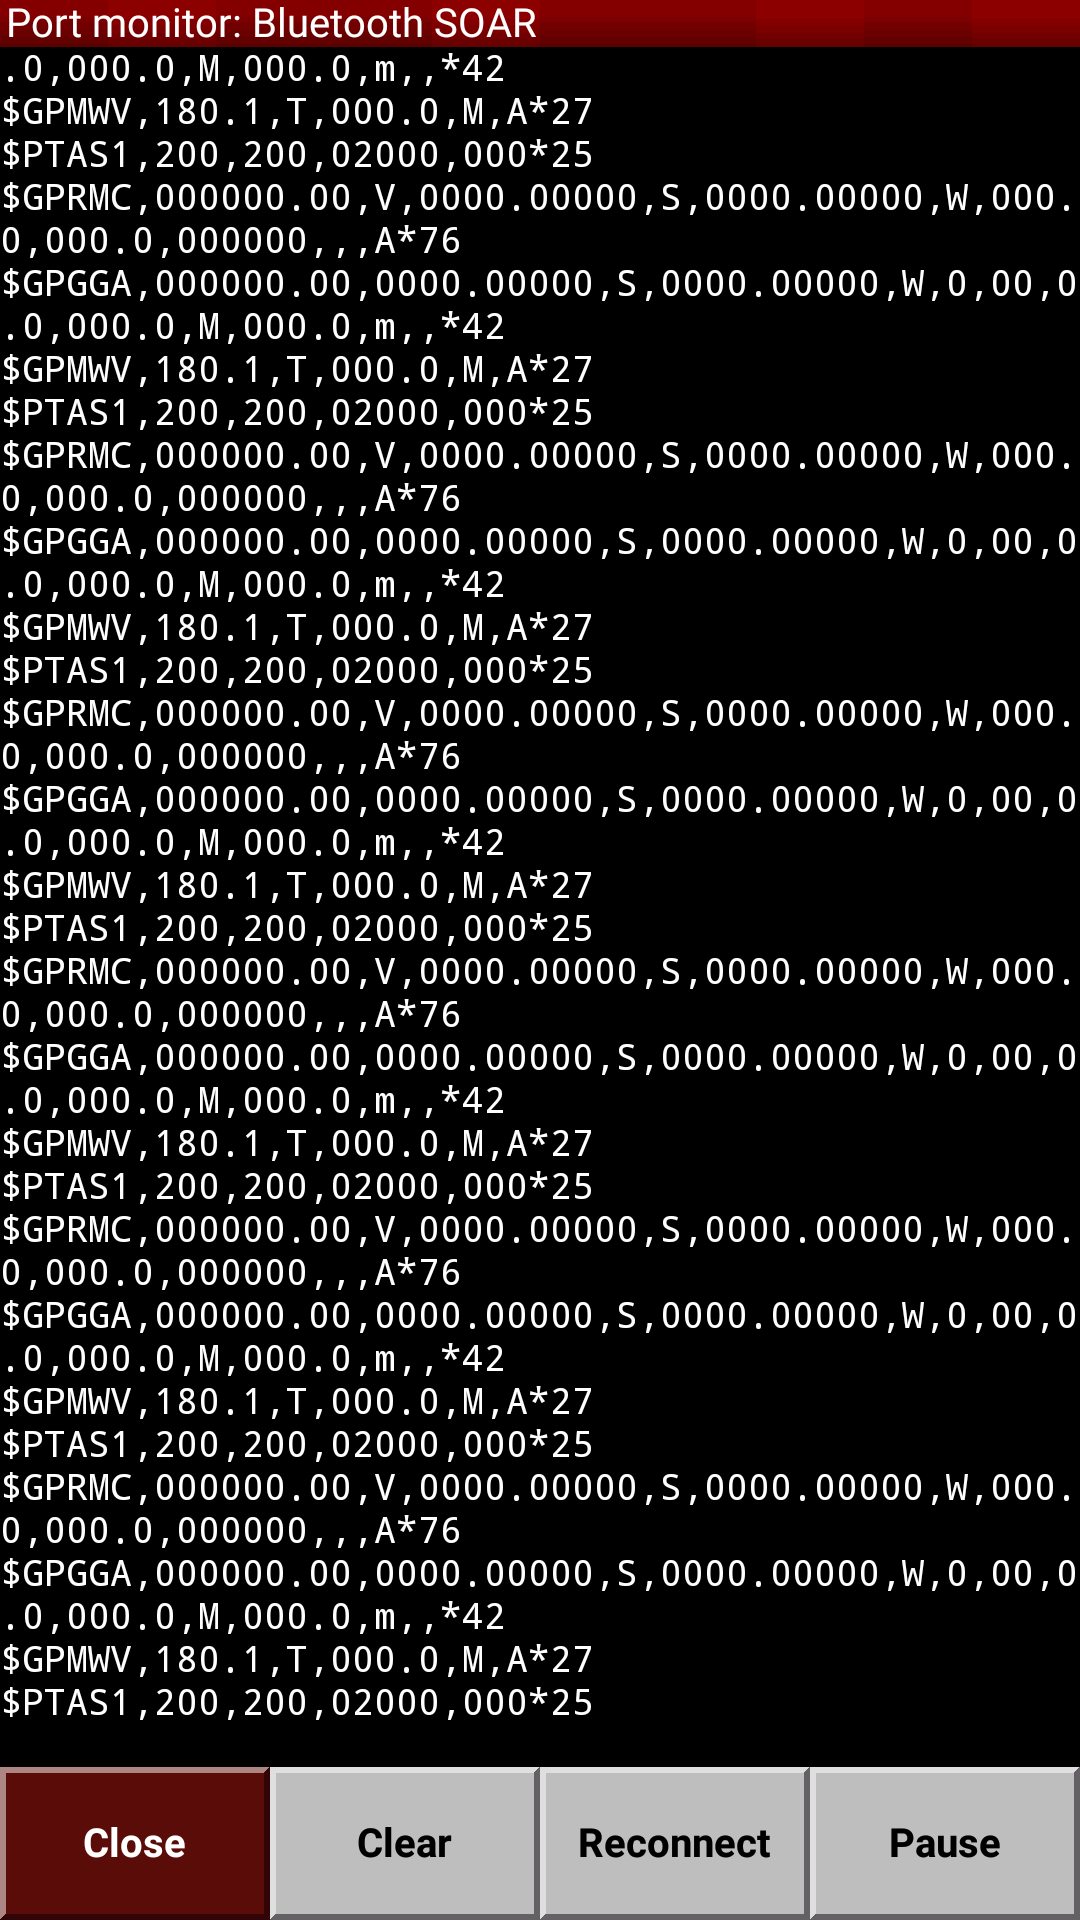 Port monitor: Bluetooth SOAR
.0,000.0,M,000.0,m,,*42
$GPMWV,180.1,T,000.0,M,A*27
$PTAS1,200,200,02000,000*25
$GPRMC,000000.00,V,0000.00000,S,0000.00000,W,000.
0,000.0,000000,,,A*76
$GPGGA,000000.00,0000.00000,S,0000.00000,W,0,00,0
.0,000.0,M,000.0,m,,*42
$GPMWV,180.1,T,000.0,M,A*27
$PTAS1,200,200,02000,000*25
$GPRMC,000000.00,V,0000.00000,S,0000.00000,W,000.
0,000.0,000000,,,A*76
$GPGGA,000000.00,0000.00000,S,0000.00000,W,0,00,0
.0,000.0,M,000.0,m,,*42
$GPMWV,180.1,T,000.0,M,A*27
$PTAS1,200,200,02000,000*25
$GPRMC,000000.00,V,0000.00000,S,0000.00000,W,000.
0,000.0,000000,,,A*76
$GPGGA,000000.00,0000.00000,S,0000.00000,W,0,00,0
.0,000.0,M,000.0,m,,*42
$GPMWV,180.1,T,000.0,M,A*27
$PTAS1,200,200,02000,000*25
$GPRMC,000000.00,V,0000.00000,S,0000.00000,W,000.
0,000.0,000000,,,A*76
$GPGGA,000000.00,0000.00000,S,0000.00000,W,0,00,0
.0,000.0,M,000.0,m,,*42
$GPMWV,180.1,T,000.0,M,A*27
$PTAS1,200,200,02000,000*25
$GPRMC,000000.00,V,0000.00000,S,0000.00000,W,000.
0,000.0,000000,,,A*76
$GPGGA,000000.00,0000.00000,S,0000.00000,W,0,00,0
.0,000.0,M,000.0,m,,*42
$GPMWV,180.1,T,000.0,M,A*27
$PTAS1,200,200,02000,000*25
$GPRMC,000000.00,V,0000.00000,S,0000.00000,W,000.
0,000.0,000000,,,A*76
$GPGGA,000000.00,0000.00000,S,0000.00000,W,0,00,0
.0,000.0,M,000.0,m,,*42
$GPMWV,180.1,T,000.0,M,A*27
$PTAS1,200,200,02000,000*25
Close
Clear
Reconnect
Pause